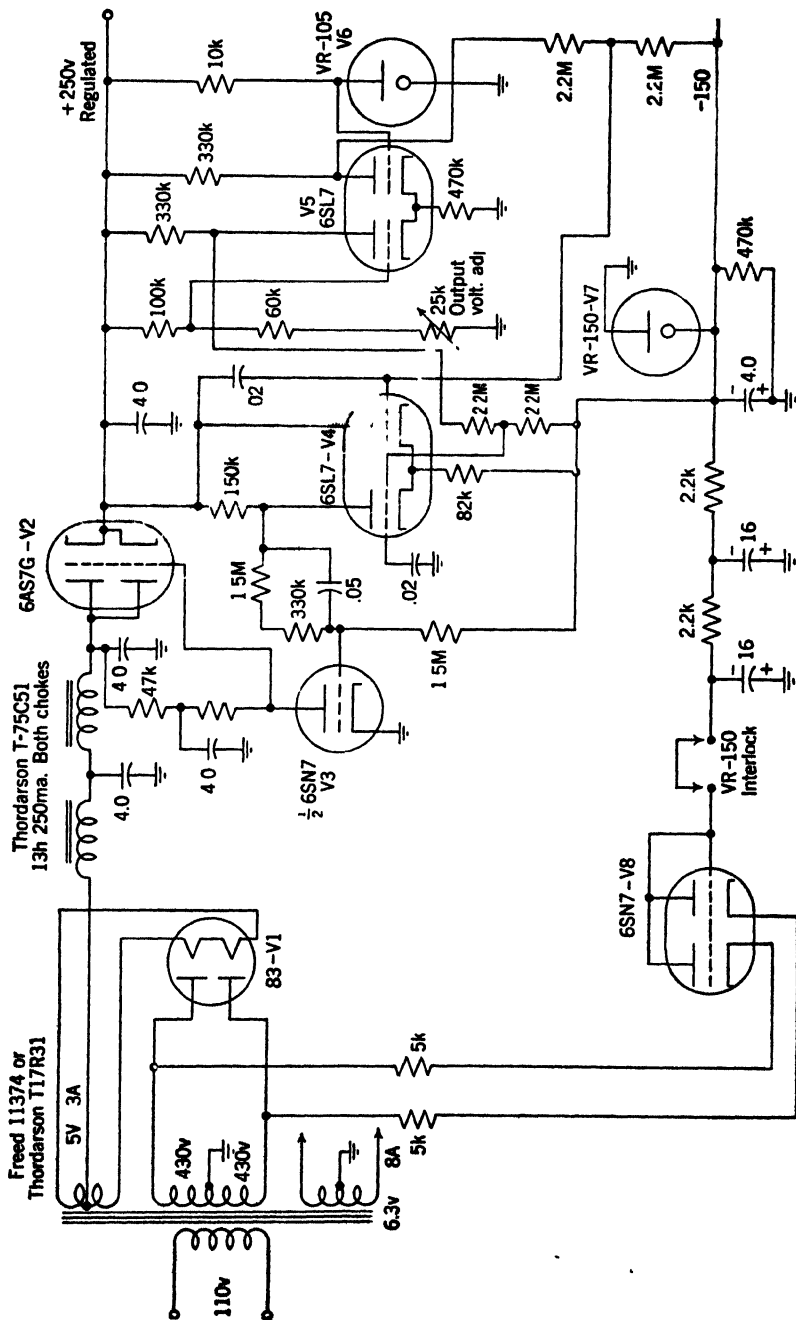 Freed 11374 or
Thordarson T17R31
5V 3A
430v
430v
110v
6.3v
8A
83-V1
5k
5k
Thordarson T-75C51
13h 250ma. Both chokes
4.0
4 0
47k
4 0
½ 6SN7
V3
6AS7G-V2
150k
1 5M
330k
.05
1 5M
4 0
02
6SL7-V4
82k
.02
2 2M
2 2M
+250v
Regulated
100k
60k
25k
Output
volt. adj
330k
330k
10k
V5
6SL7
470k
VR-105
V6
2.2M
2.2M
-150
6SN7-V8
VR-150
Interlock
16
-
+
2.2k
16
-
+
2.2k
4.0
-
+
VR-150-V7
470k